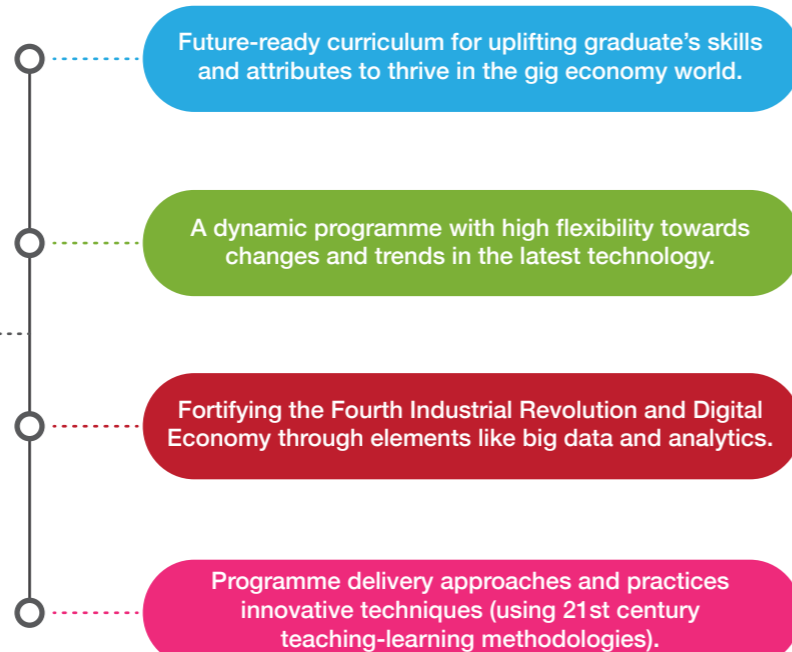 Future-ready curriculum for uplifting graduate’s skills
and attributes to thrive in the gig economy world.
A dynamic programme with high flexibility towards
changes and trends in the latest technology.
Fortifying the Fourth Industrial Revolution and Digital
Economy through elements like big data and analytics.
Programme delivery approaches and practices
innovative techniques (using 21st century
teaching-learning methodologies).